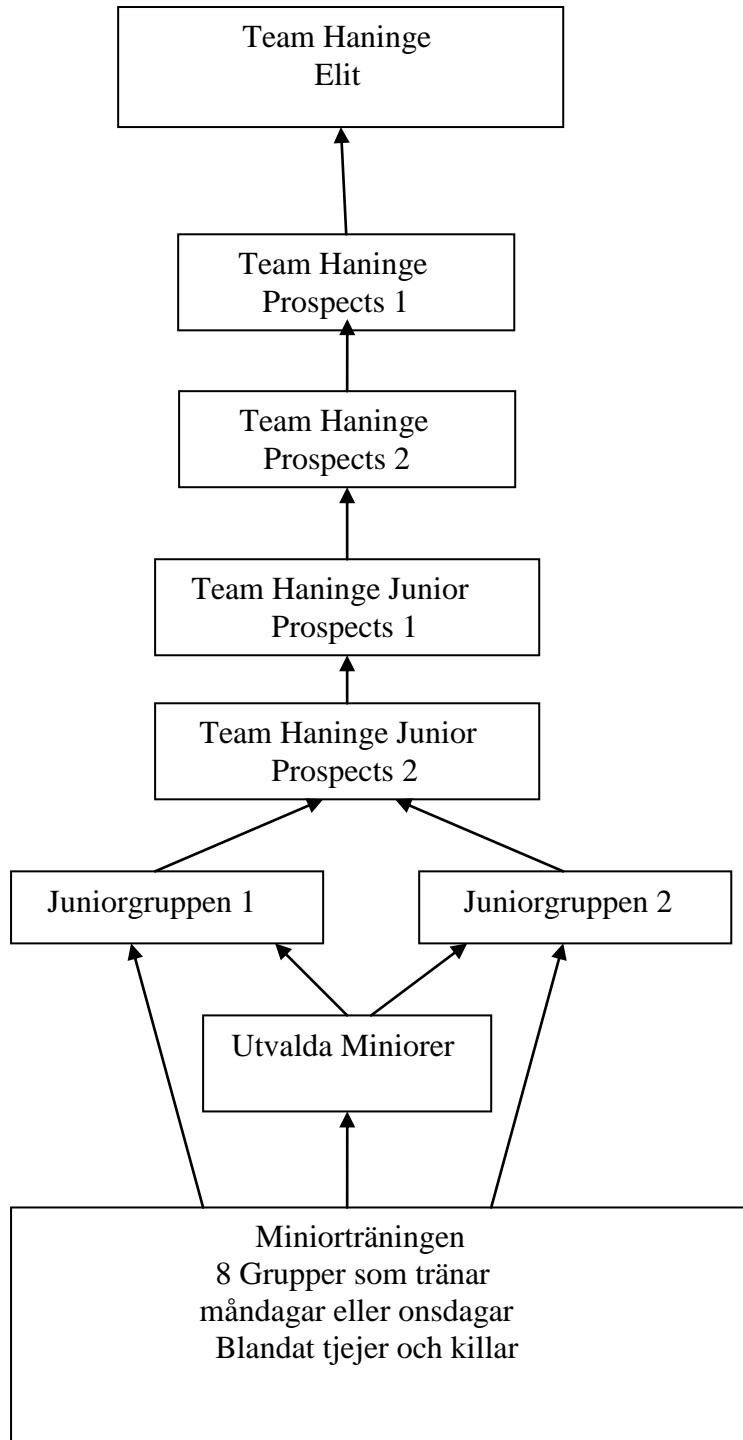 Team Haninge
Elit
Team Haninge
Prospects 1
Team Haninge
Prospects 2
Team Haninge Junior
Prospects 1
Team Haninge Junior
Prospects 2
Juniorgruppen 1
Juniorgruppen 2
Utvalda Miniorer
Miniorträningen
8 Grupper som tränar
måndagar eller onsdagar
Blandat tjejer och killar